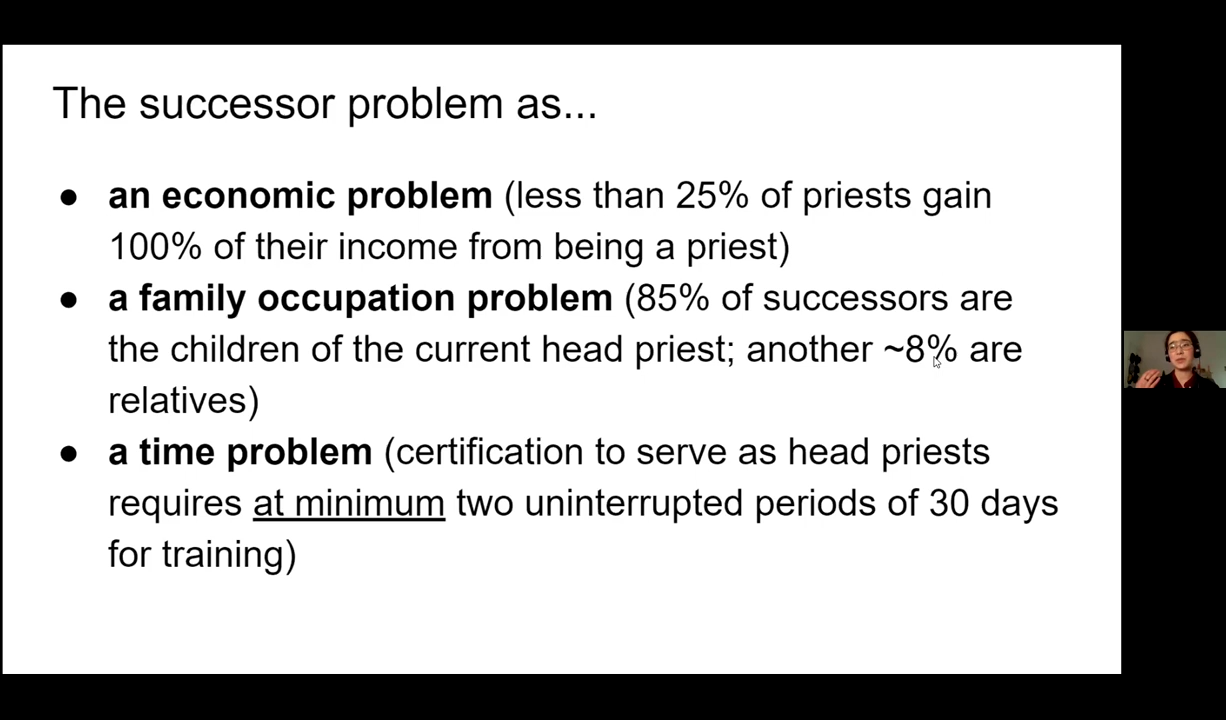 The successor problem as...
● an economic problem (less than 25% of priests gain
100% of their income from being a priest)
● a family occupation problem (85% of successors are
the children of the current head priest; another ~8% are
relatives)
● a time problem (certification to serve as head priests
requires at minimum two uninterrupted periods of 30 days
for training)